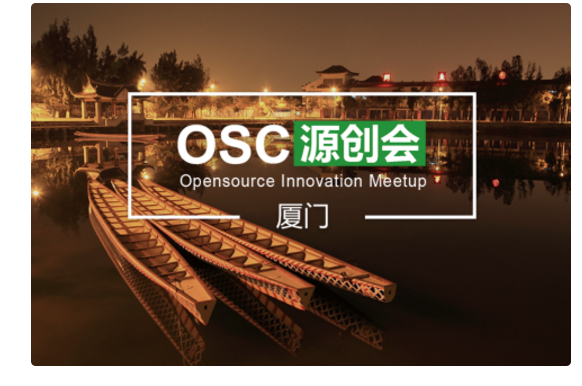 OSC源创会
Opensource Innovation Meetup
厦门